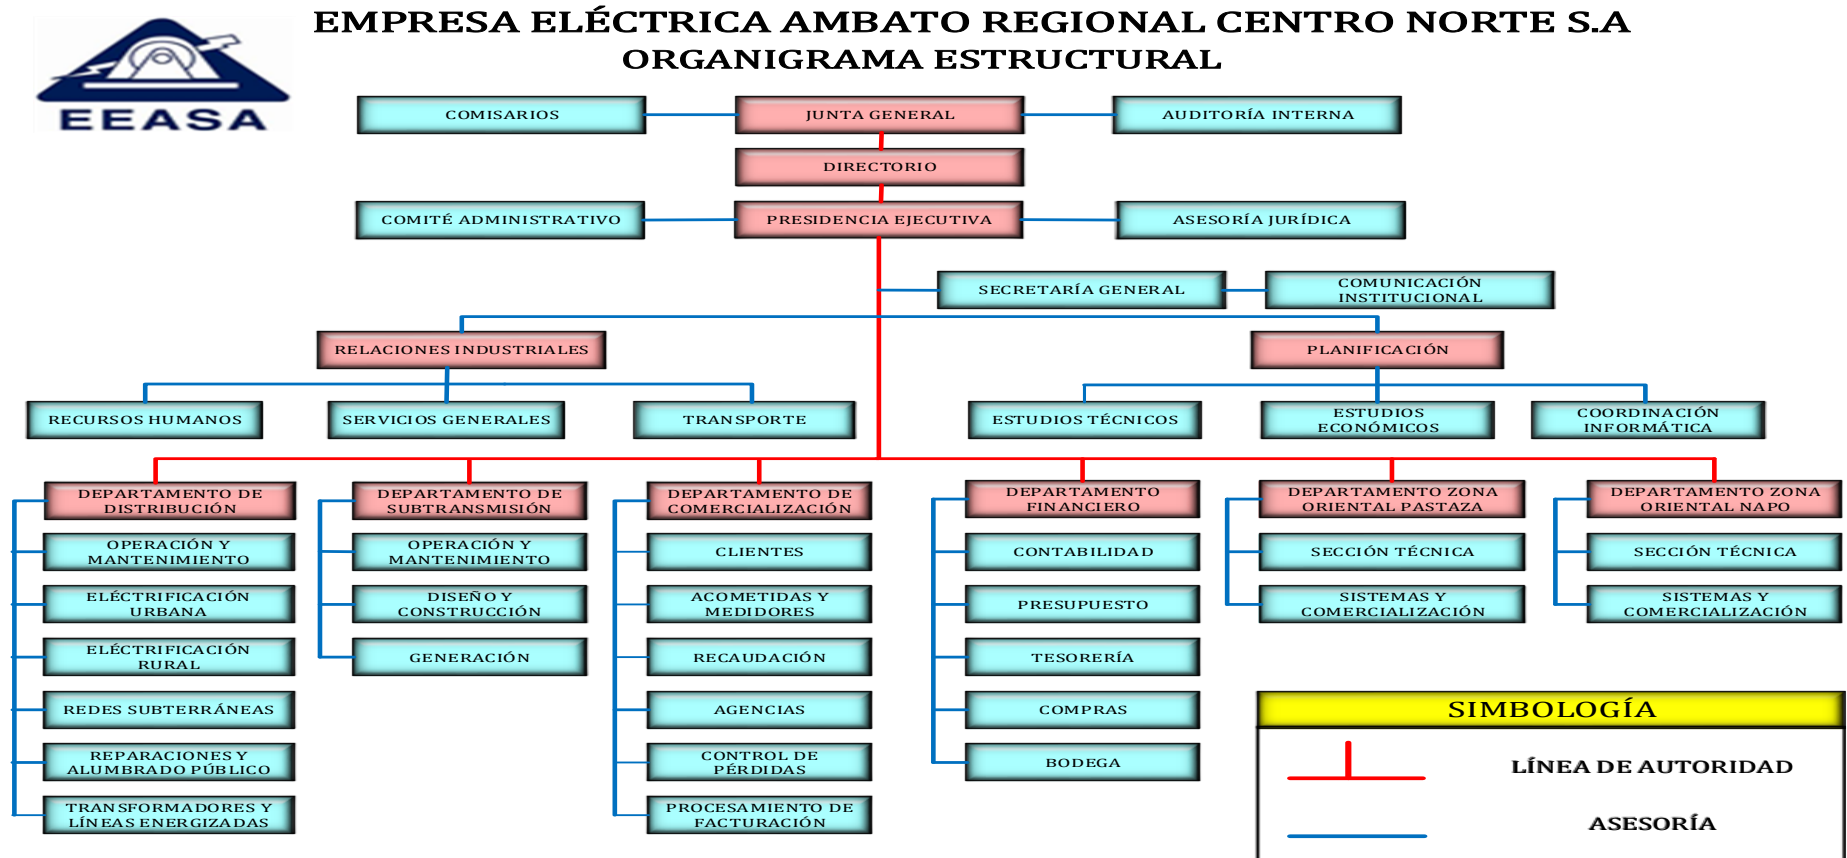 EMPRESA ELÉCTRICA AMBATO REGIONAL CENTRO NORTE S.A
ORGANIGRAMA ESTRUCTURAL
EEASA
COMISARIOS
JUNTA GENERAL
AUDITORÍA INTERNA
DIRECTORIO
COMITÉ ADMINISTRATIVO
PRESIDENCIA EJECUTIVA
ASESORÍA JURÍDICA
SECRETARÍA GENERAL
COMUNICACIÓN
INSTITUCIONAL
RELACIONES INDUSTRIALES
PLANIFICACIÓN
RECURSOS HUMANOS
SERVICIOS GENERALES
TRANSPORTE
ESTUDIOS TÉCNICOS
ESTUDIOS
ECONÓMICOS
COORDINACIÓN
INFORMÁTICA
DEPARTAMENTO DE
DISTRIBUCIÓN
OPERACIÓN Y
MANTENIMIENTO
ELÉCTRIFICACIÓN
URBANA
ELÉCTRIFICACIÓN
RURAL
REDES SUBTERRÁNEAS
REPARACIONES Y
ALUMBRADO PÚBLICO
TRANSFORMADORES Y
LÍNEAS ENERGIZADAS
DEPARTAMENTO DE
SUBTRANSMISIÓN
OPERACIÓN Y
MANTENIMIENTO
DISEÑO Y
CONSTRUCCIÓN
GENERACIÓN
DEPARTAMENTO DE
COMERCIALIZACIÓN
CLIENTES
ACOMETIDAS Y
MEDIDORES
RECAUDACIÓN
AGENCIAS
CONTROL DE
PÉRDIDAS
PROCESAMIENTO DE
FACTURACIÓN
DEPARTAMENTO
FINANCIERO
CONTABILIDAD
PRESUPUESTO
TESORERÍA
COMPRAS
BODEGA
DEPARTAMENTO ZONA
ORIENTAL PASTAZA
SECCIÓN TÉCNICA
SISTEMAS Y
COMERCIALIZACIÓN
DEPARTAMENTO ZONA
ORIENTAL NAPO
SECCIÓN TÉCNICA
SISTEMAS Y
COMERCIALIZACIÓN
SIMBOLOGÍA
LÍNEA DE AUTORIDAD
ASESORÍA